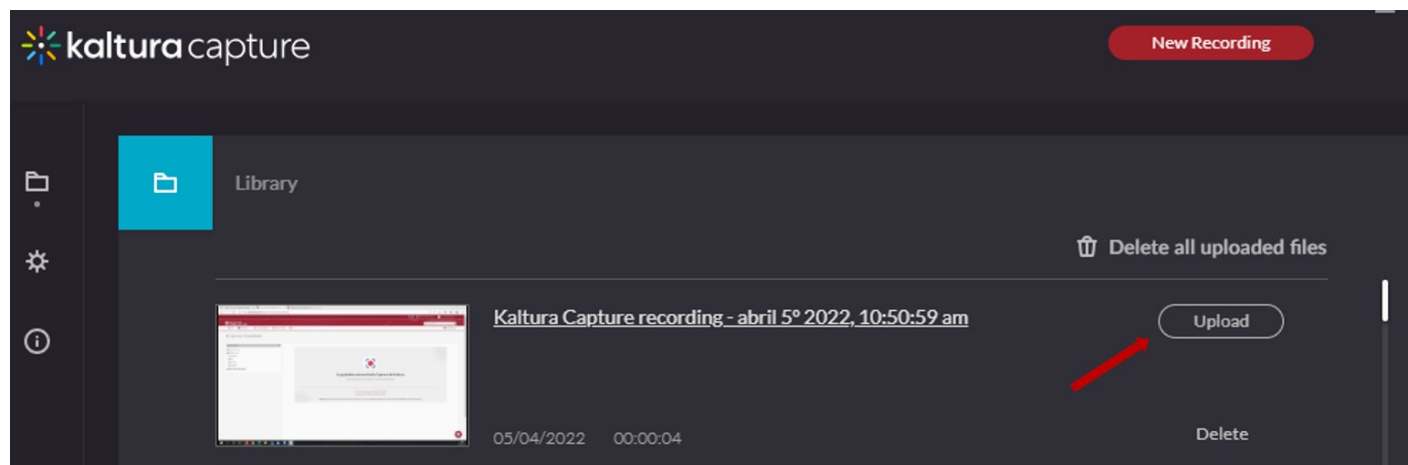 kaltura capture
New Recording
Library
Delete all uploaded files
Kaltura Capture recording - abril 5º 2022, 10:50:59 am
Upload
05/04/2022 00:00:04
Delete